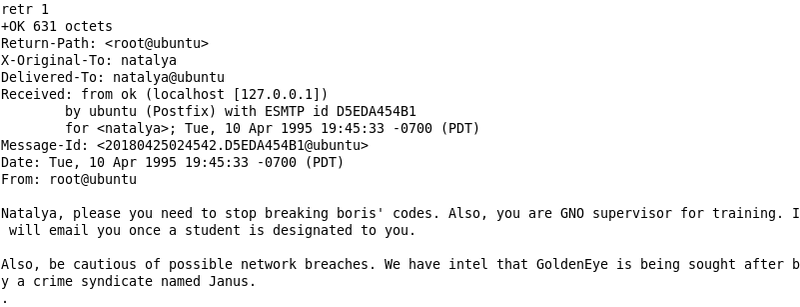 retr 1
+OK 631 octets
Return-Path: <root@ubuntu>
X-Original-To: natalya
Delivered-To: natalya@ubuntu
Received: from ok (localhost [127.0.0.1])
        by ubuntu (Postfix) with ESMTP id D5EDA454B1
        for <natalya>; Tue, 10 Apr 1995 19:45:33 -0700 (PDT)
Message-Id: <20180425024542.D5EDA454B1@ubuntu>
Date: Tue, 10 Apr 1995 19:45:33 -0700 (PDT)
From: root@ubuntu

Natalya, please you need to stop breaking boris' codes. Also, you are GNO supervisor for training. I
 will email you once a student is designated to you.

Also, be cautious of possible network breaches. We have intel that GoldenEye is being sought after b
y a crime syndicate named Janus.
.